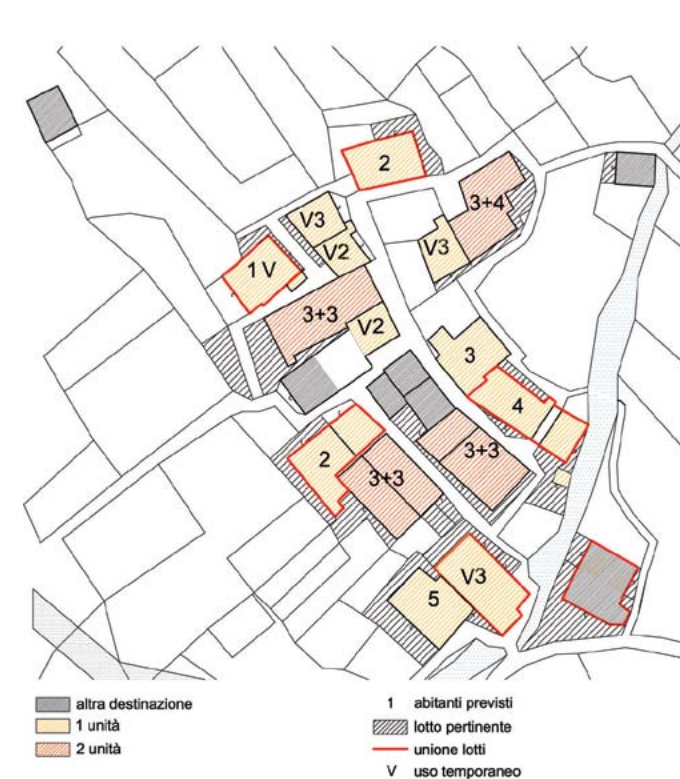 2
V3
3+4
V2
V3
1 V
3+3
V2
3
4
2
3+3
3+3
V3
5
altra destinazione
1 unità
2 unità
1 abitanti previsti
lotto pertinente
unione lotti
V uso temporaneo